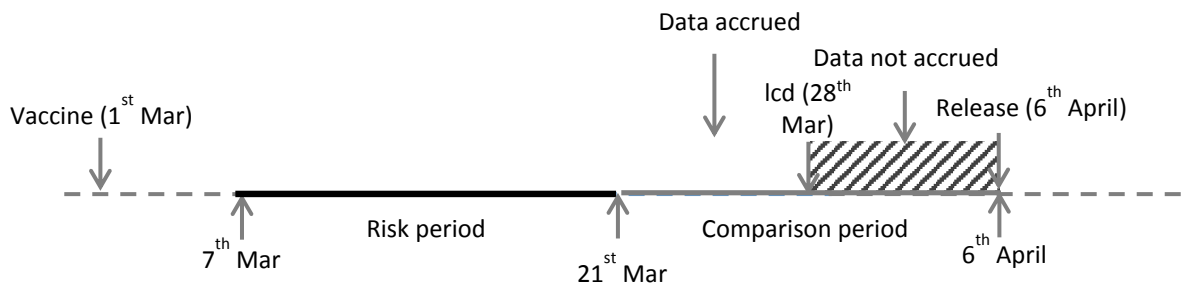 Data accrued
Data not accrued
Vaccine (1st Mar)
lcd (28th
Mar)
Release (6th April)
Risk period
Comparison period
7th Mar
21st Mar
6th April